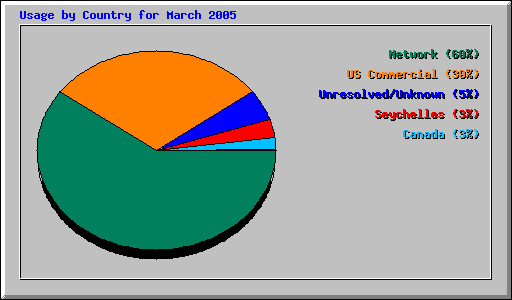 Usage by Country for March 2005
Network (60%)
US Commercial (30%)
Unresolved/Unknown (5%)
Seychelles (3%)
Canada (3%)